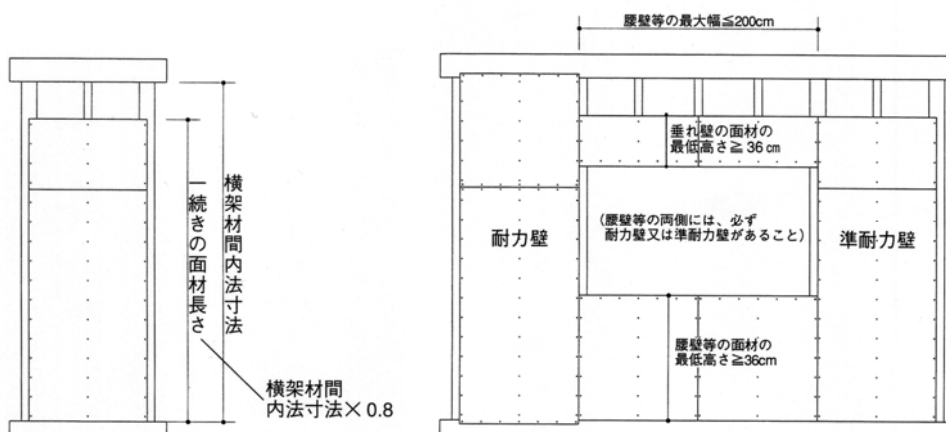 一続きの面材長さ
横架材間内法寸法
横架材間
内法寸法×0.8
腰壁等の最大幅≦200cm
垂れ壁の面材の
最低高さ≧36㎝
耐力壁
(腰壁等の両側には、必ず
耐力壁又は準耐力壁があること)
準耐力壁
腰壁等の面材の
最低高さ≧36cm